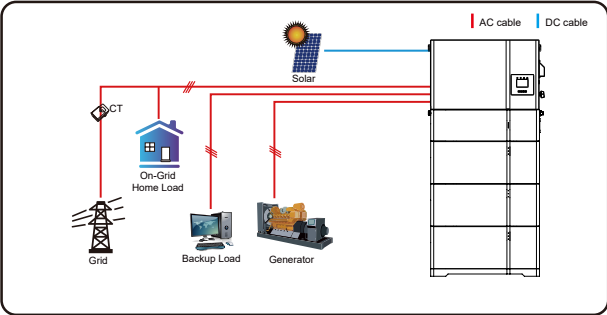 AC cable
DC cable
Solar
CT
On-Grid
Home Load
Grid
Backup Load
Generator